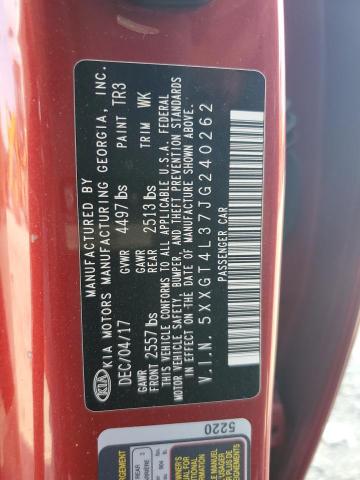 KIA
MANUFACTURED BY
KIA MOTORS MANUFACTURING GEORGIA, INC.
DEC/04/17 GVWR 4497 lbs PAINT TR3
GAWR FRONT 2557 lbs GAWR REAR 2513 lbs TRIM WK
THIS VEHICLE CONFORMS TO ALL APPLICABLE U.S.A. FEDERAL
MOTOR VEHICLE SAFETY, BUMPER, AND THEFT PREVENTION STANDARDS
IN EFFECT ON THE DATE OF MANUFACTURE SHOWN ABOVE.
V.I.N. 5XXGT4L37JG240262
PASSENGER CAR
5220